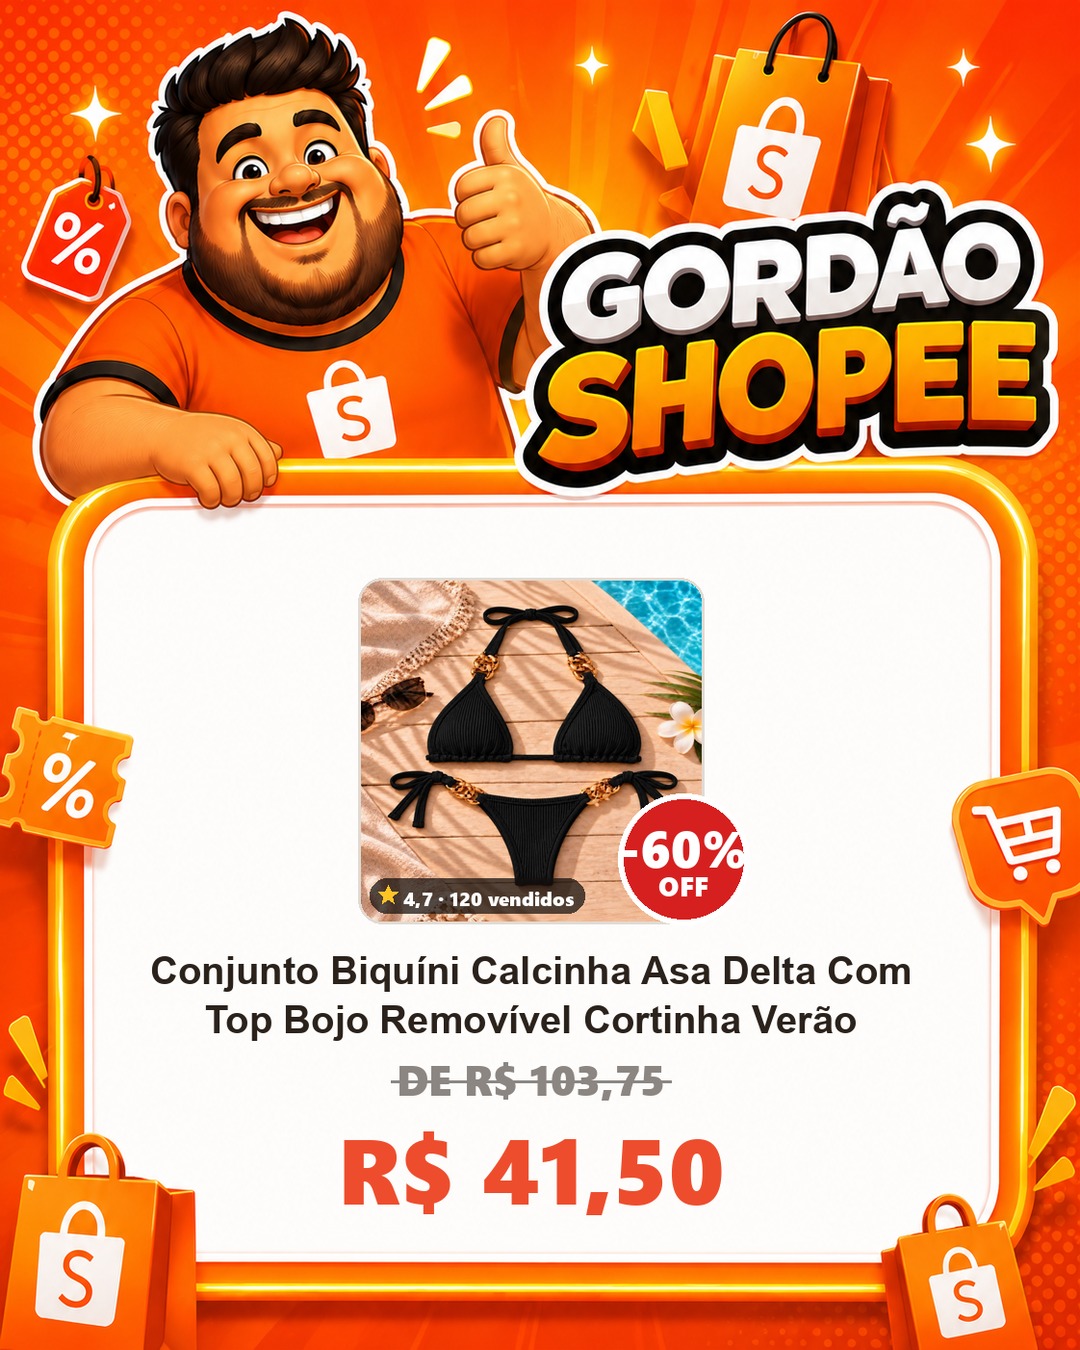 %
S
GORDÃO
SHOPEE
S
%
-60%
OFF
4,7 · 120 vendidos
Conjunto Biquíni Calcinha Asa Delta Com
Top Bojo Removível Cortinha Verão
DE R$ 103,75
R$ 41,50
S
S